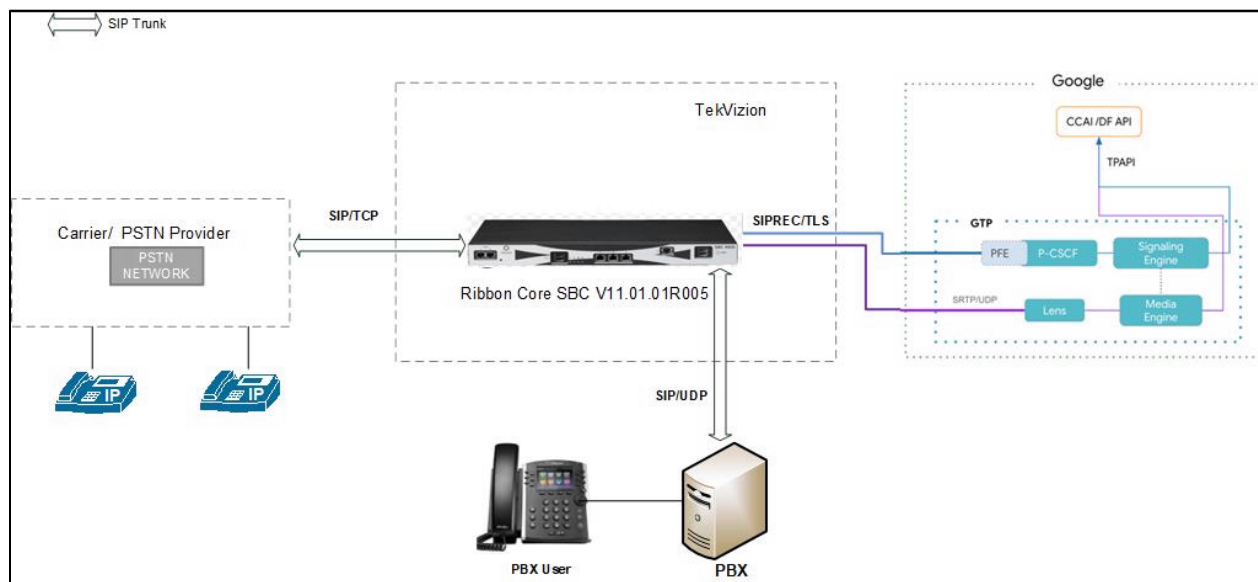 SIP Trunk
Google
TekVizion
CCAI /DF API
TPAPI
Carrier/ PSTN Provider
PSTN
NETWORK
SIP/TCP
SIPREC/TLS
GTP
PFE
P-CSCF
Signaling
Engine
Ribbon Core SBC V11.01.01R005
SRTP/UDP
Lens
Media
Engine
IP
IP
SIP/UDP
PBX User
PBX